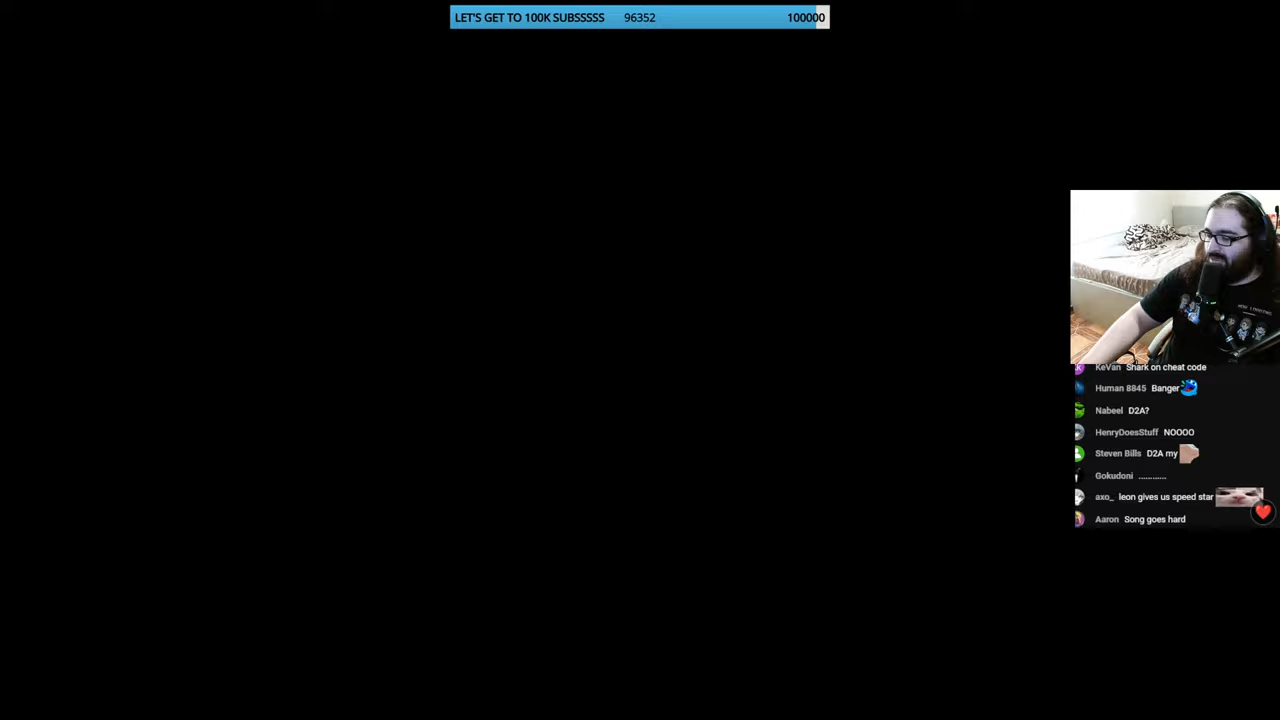 LET'S GET TO 100K SUBSSSSS 96352 100000
KeVan Shark on cheat code
Human 8845 Banger
Nabeel D2A?
HenryDoesStuff NOOOO
Steven Bills D2A my
Gokudoni ............
axo_ leon gives us speed star
Aaron Song goes hard